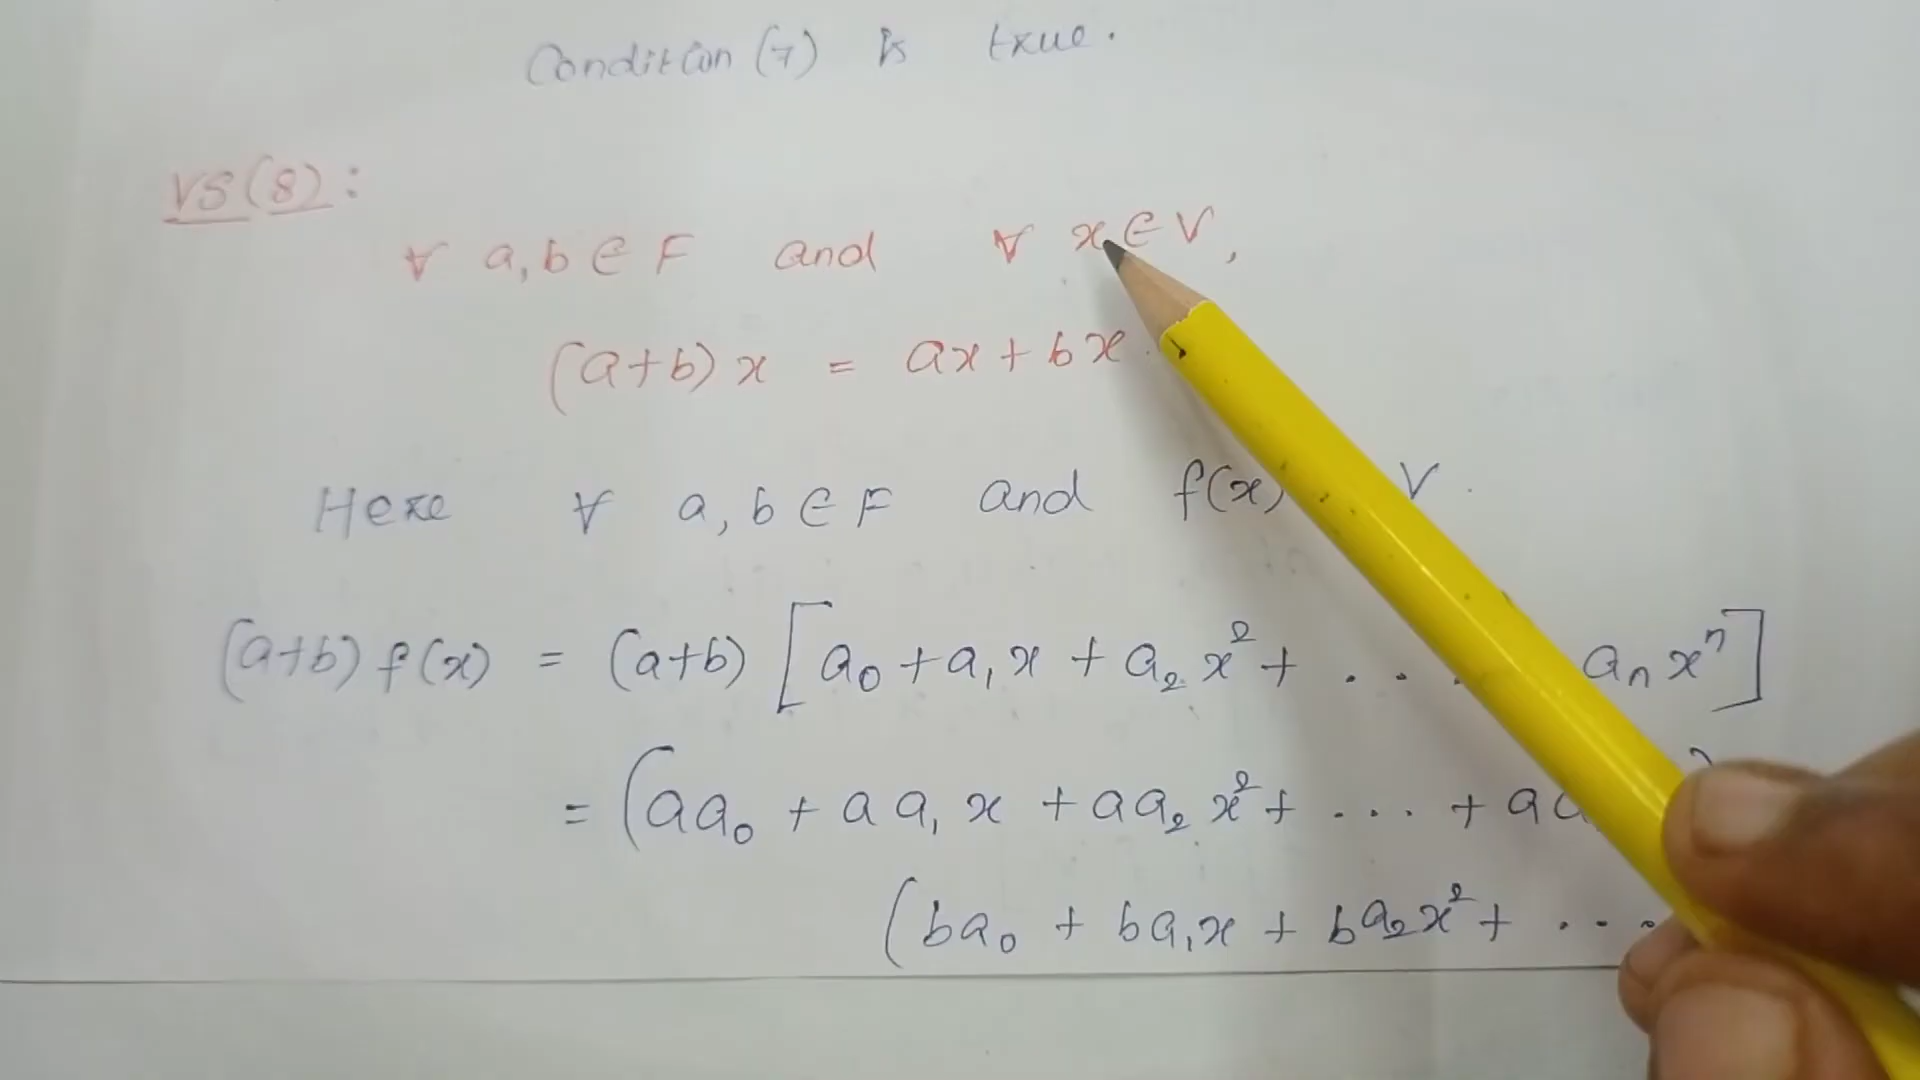 Condition (7) is true.
VS(8):
∀ a, b ∈ F and ∀ x ∈ V,
(a+b) x = ax + bx.
Here ∀ a, b ∈ F and f(x) V.
(a+b) f(x) = (a+b) [a₀ + a₁x + a₂x² + . . . aₙxⁿ]
= (aa₀ + aa₁x + aa₂x² + ... + a
(ba₀ + ba₁x + ba₂x² + ...